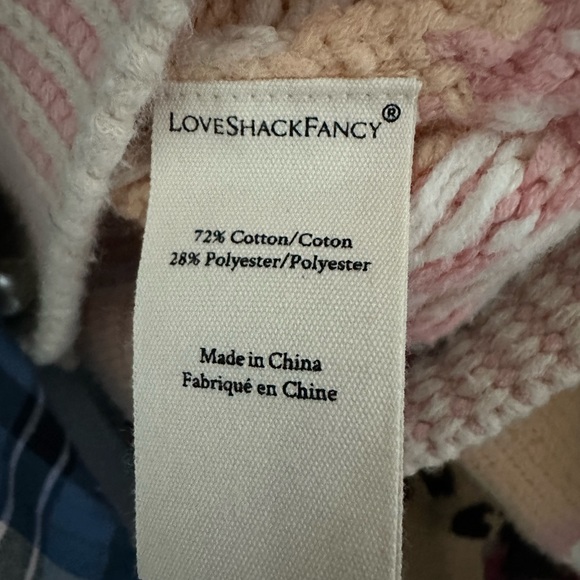 LOVESHACKFANCY®
72% Cotton/Coton
28% Polyester/Polyester
Made in China
Fabriqué en Chine